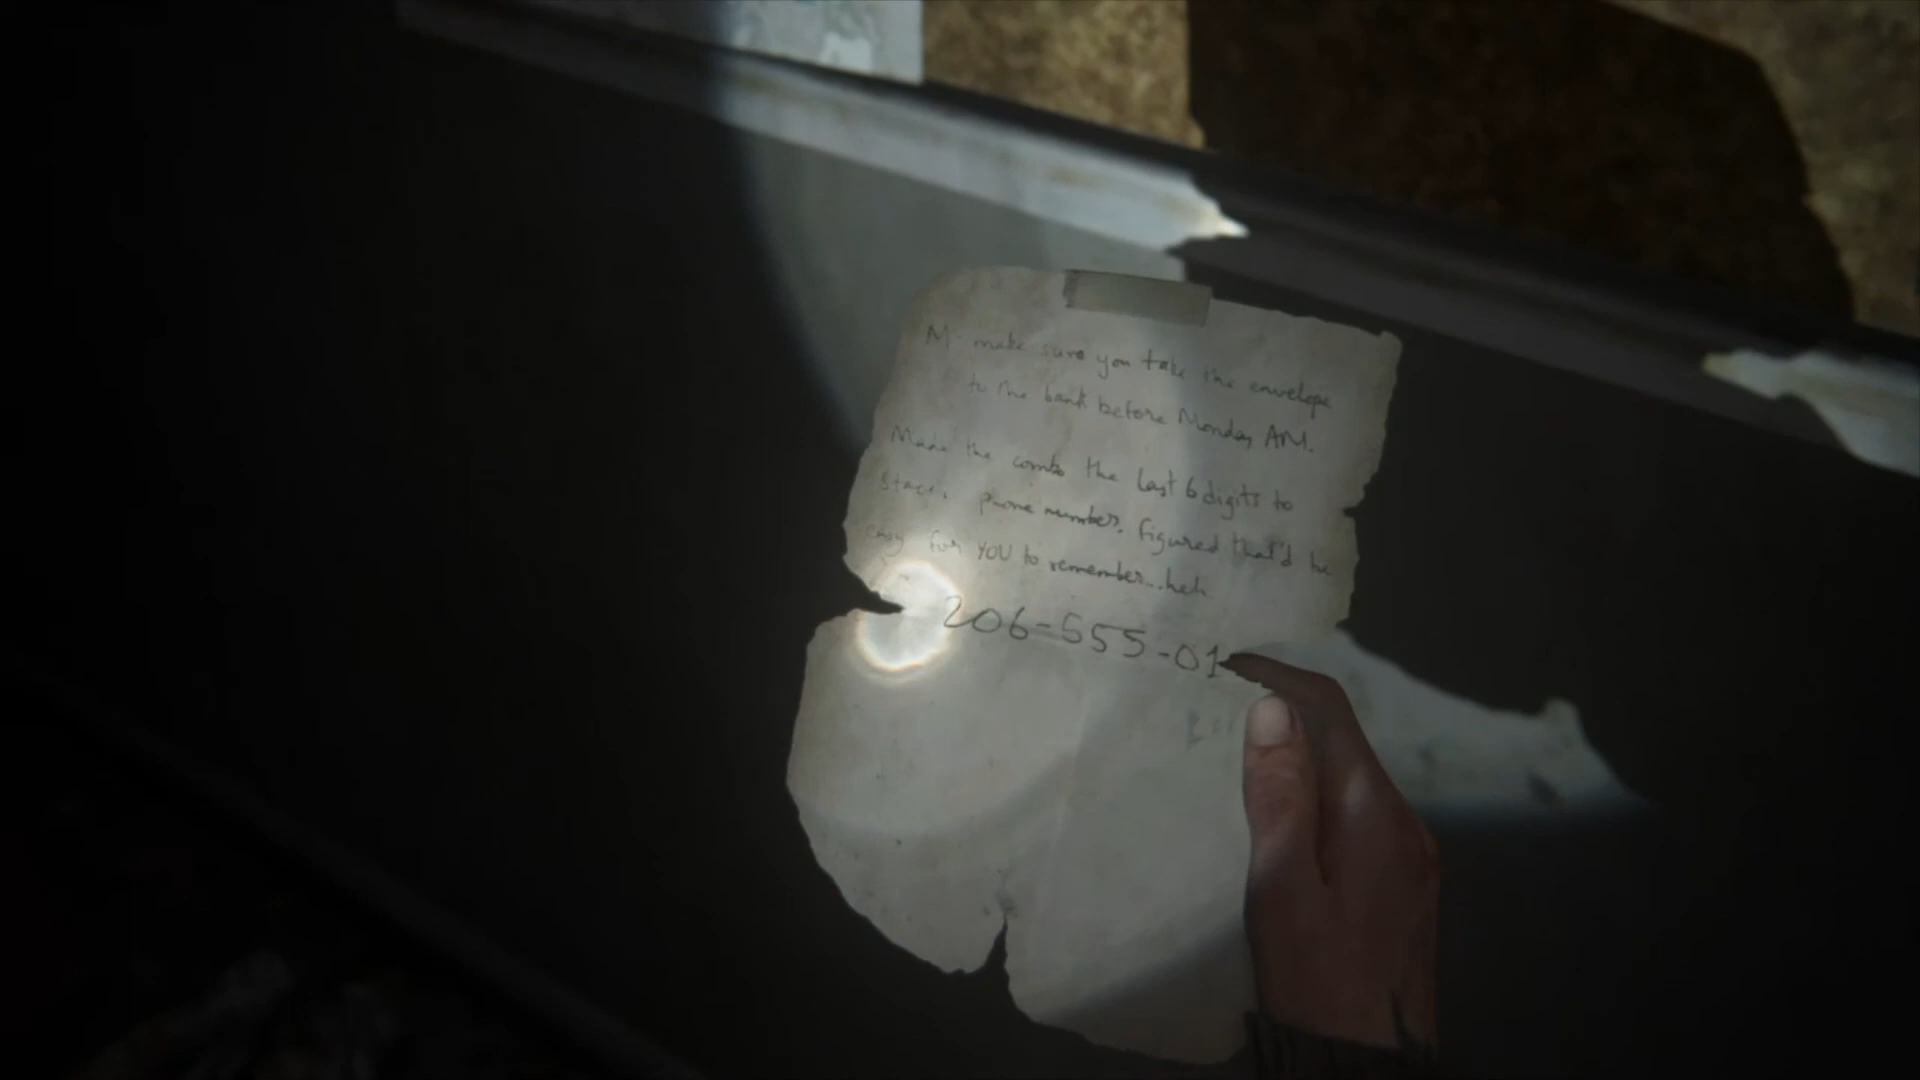 M- make sure you take the envelope
to the bank before Monday AM.
Made the combo the last 6 digits to
Staci's phone number. figured that'd be
easy for YOU to remember...heh
206-555-01